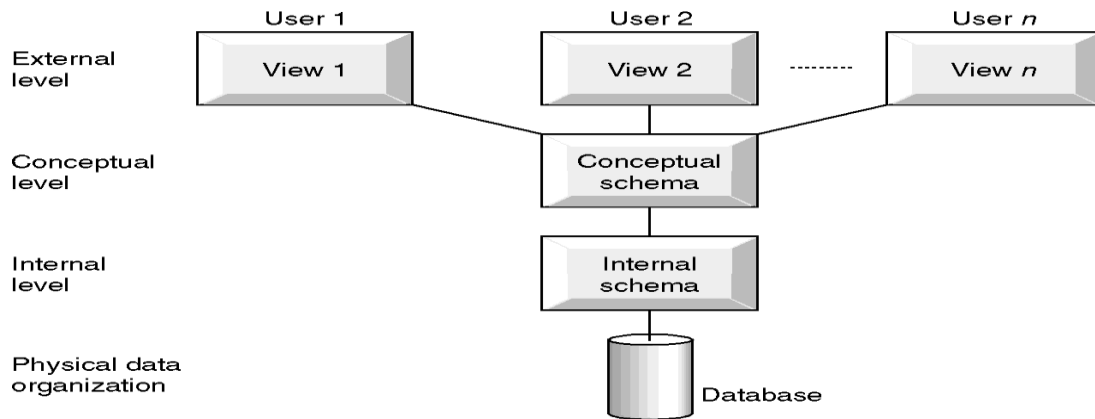 User 1
User 2
User n
External
level
View 1
View 2
View n
Conceptual
level
Conceptual
schema
Internal
level
Internal
schema
Physical data
organization
Database